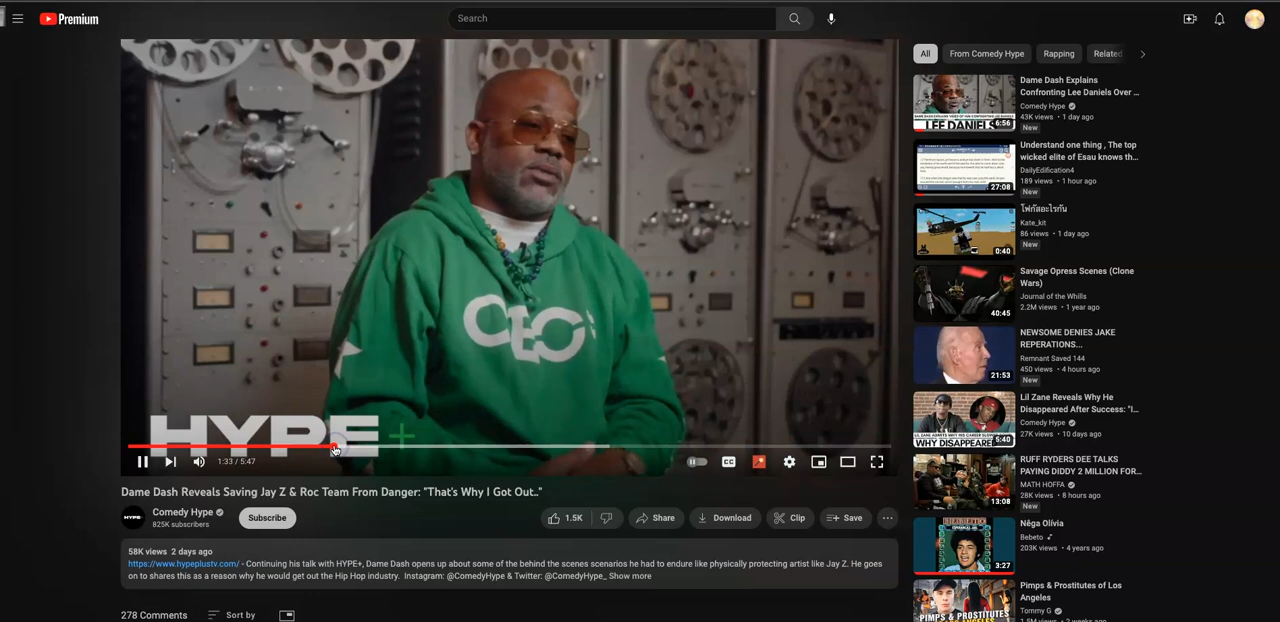 Premium
Search
All
From Comedy Hype
Rapping
Related
Dame Dash Explains
Confronting Lee Daniels Over ...
Comedy Hype
43K views • 1 day ago
New
LEE DANIELS
6:56
Understand one thing , The top
wicked elite of Esau knows th...
DailyEdification4
189 views • 1 hour ago
New
27:08
โฟกัสอะไรกัน
Kate_kit
86 views • 1 day ago
New
0:40
Savage Opress Scenes (Clone
Wars)
Journal of the Whills
2.2M views • 1 year ago
40:45
NEWSOME DENIES JAKE
REPERATIONS...
Remnant Saved 144
450 views • 4 hours ago
New
21:53
Lil Zane Reveals Why He
Disappeared After Success: "I...
Comedy Hype
27K views • 10 days ago
WHY DISAPPEARED
5:40
RUFF RYDERS DEE TALKS
PAYING DIDDY 2 MILLION FOR...
MATH HOFFA
28K views • 8 hours ago
New
13:08
Nêga Olívia
Bebeto
203K views • 4 years ago
3:27
Pimps & Prostitutes of Los
Angeles
Tommy G
PIMPS & PROSTITUTES
CEO
HYPE+
1:33 / 5:47
CC
Dame Dash Reveals Saving Jay Z & Roc Team From Danger: "That's Why I Got Out.."
HYPE
Comedy Hype
825K subscribers
Subscribe
1.5K
Share
Download
Clip
Save
58K views 2 days ago
https://www.hypeplustv.com/ - Continuing his talk with HYPE+, Dame Dash opens up about some of the behind the scenes scenarios he had to endure like physically protecting artist like Jay Z. He goes
on to shares this as a reason why he would get out the Hip Hop industry. Instagram: @ComedyHype & Twitter: @ComedyHype_ Show more
278 Comments
Sort by